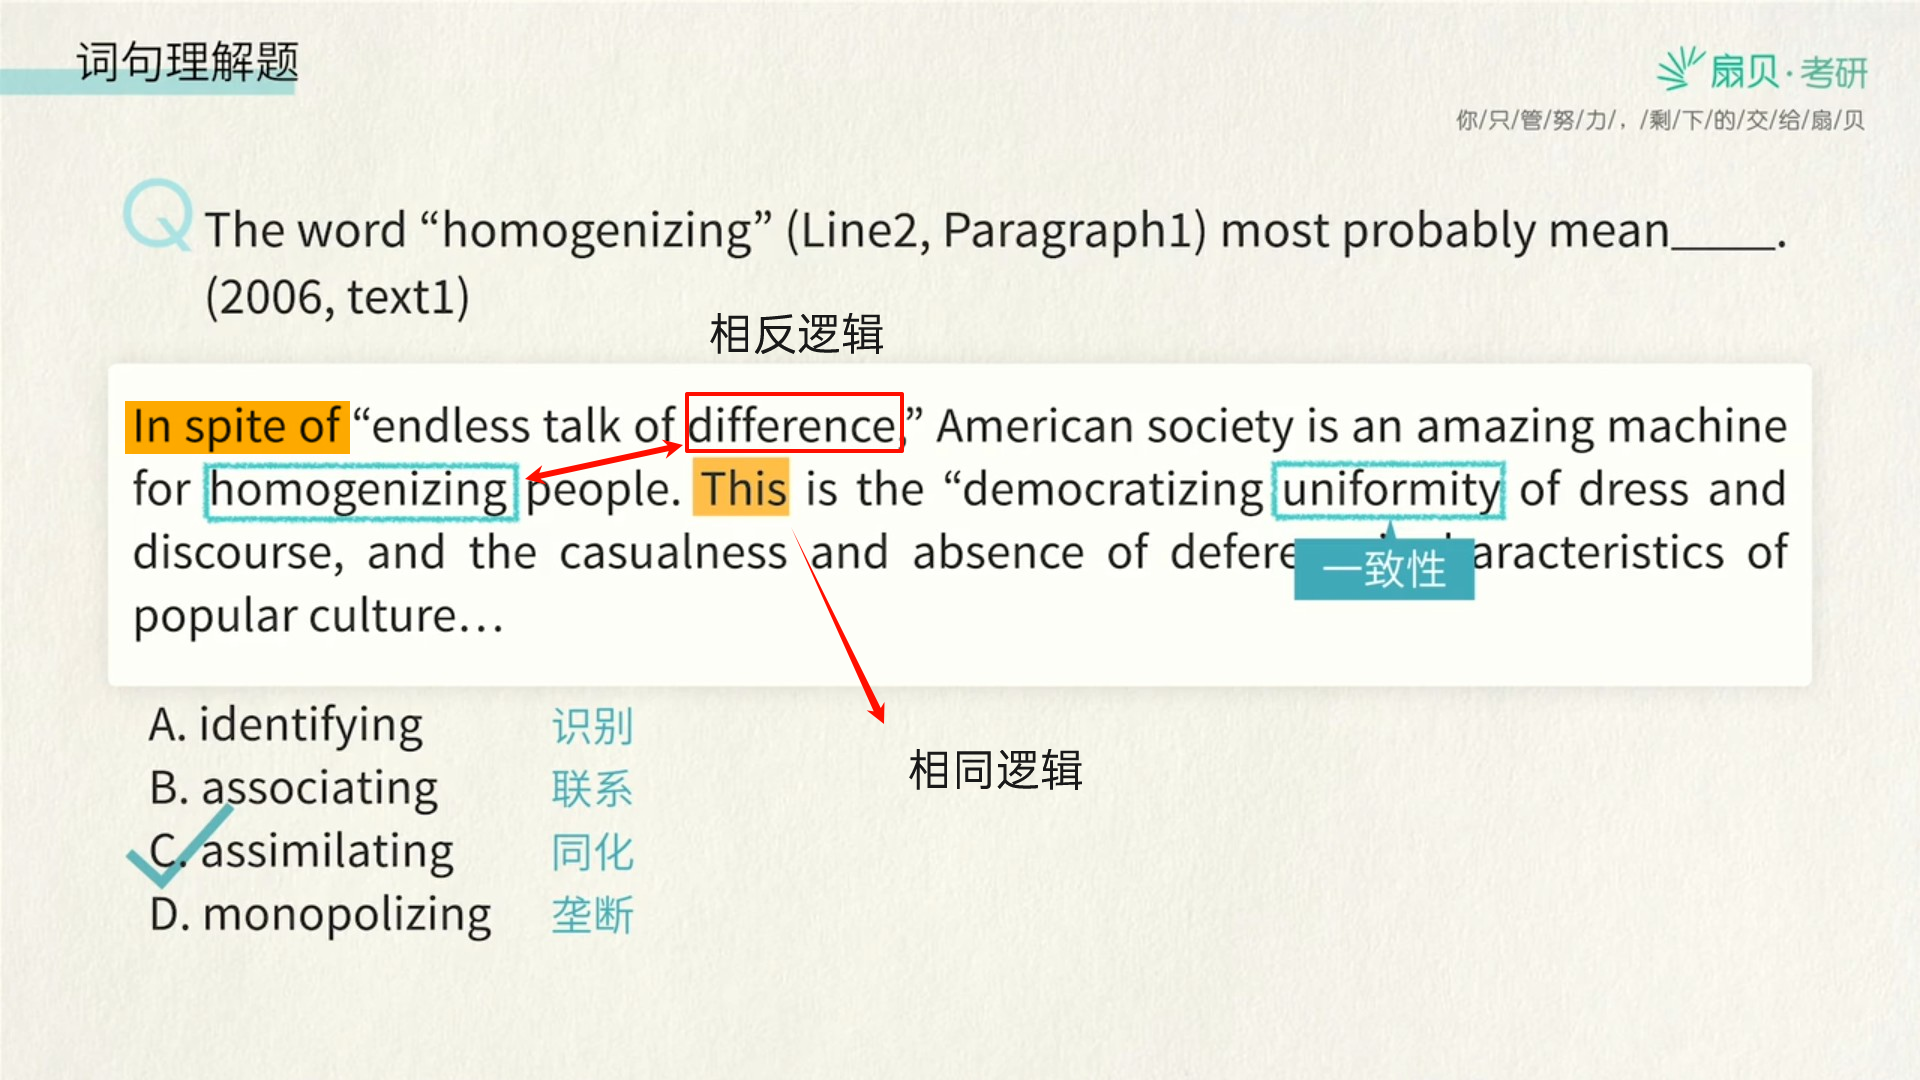 词句理解题
扇贝·考研
你/只/管/努/力/，/剩/下/的/交/给/扇/贝
Q
The word “homogenizing” (Line2, Paragraph1) most probably mean____.
(2006, text1)
相反逻辑
In spite of “endless talk of difference,” American society is an amazing machine
for homogenizing people. This is the “democratizing uniformity of dress and
discourse, and the casualness and absence of defere aracteristics of
一致性
popular culture…
A. identifying 识别
相同逻辑
B. associating 联系
C. assimilating 同化
D. monopolizing 垄断